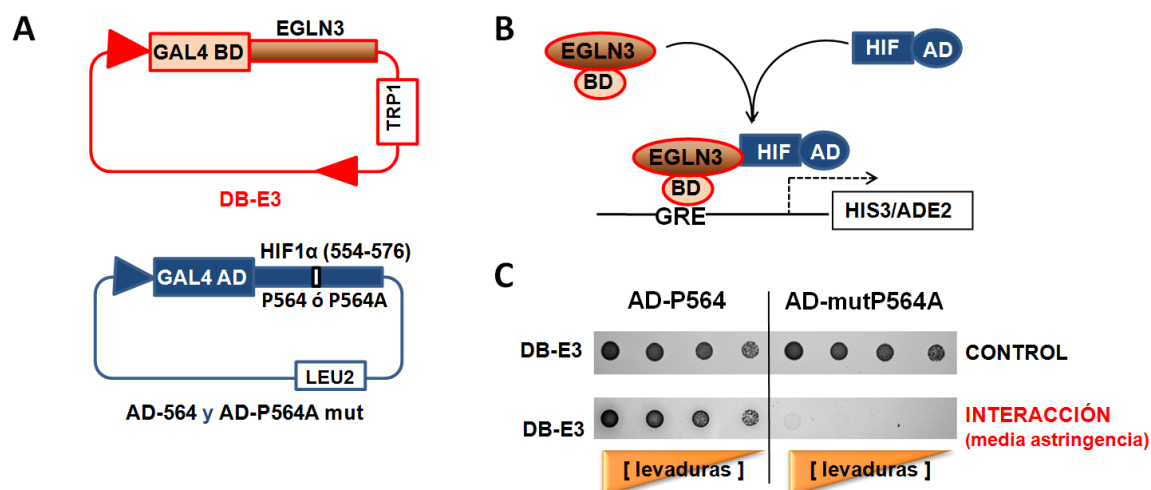 A
EGLN3
GAL4 BD
TRP1
DB-E3
HIF1α (554-576)
GAL4 AD
P564 ó P564A
LEU2
AD-564 y AD-P564A mut
B
EGLN3
BD
HIF
AD
EGLN3
HIF
AD
BD
GRE
HIS3/ADE2
C
AD-P564
AD-mutP564A
DB-E3
CONTROL
DB-E3
INTERACCIÓN
(media astringencia)
[ levaduras ]
[ levaduras ]